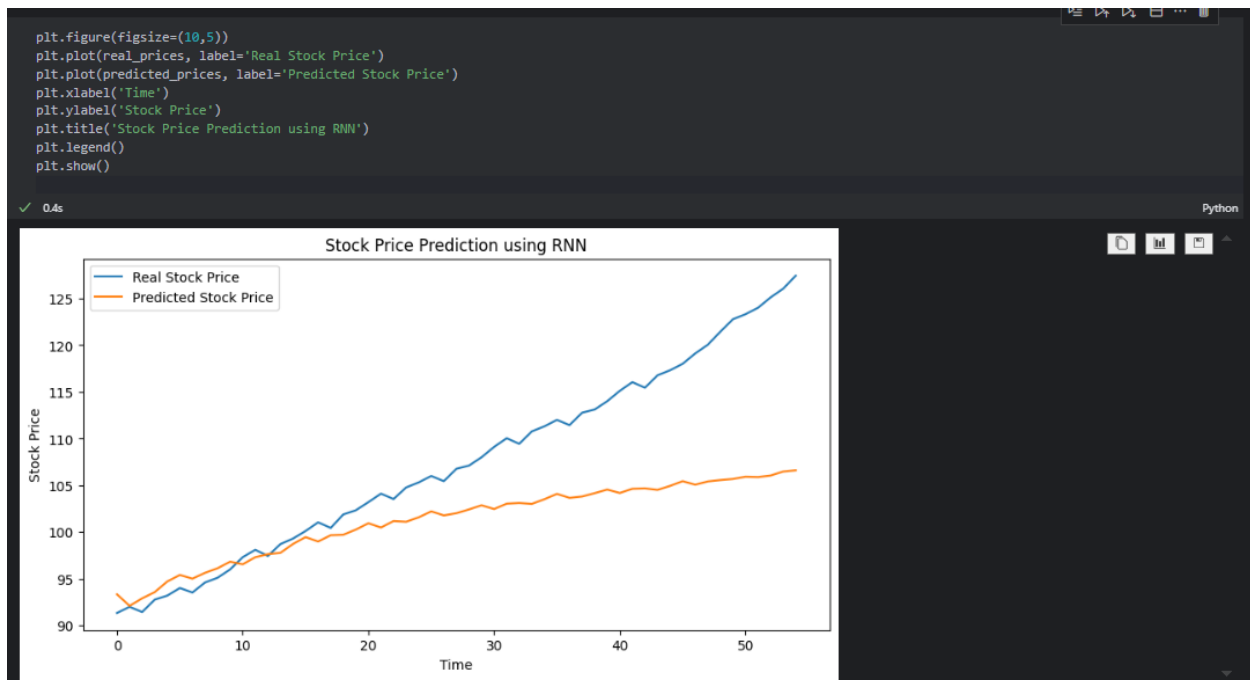 plt.figure(figsize=(10,5))
plt.plot(real_prices, label='Real Stock Price')
plt.plot(predicted_prices, label='Predicted Stock Price')
plt.xlabel('Time')
plt.ylabel('Stock Price')
plt.title('Stock Price Prediction using RNN')
plt.legend()
plt.show()
0.4s
Python
Stock Price Prediction using RNN
Real Stock Price
Predicted Stock Price
125
120
115
110
105
100
95
90
Stock Price
0 10 20 30 40 50
Time